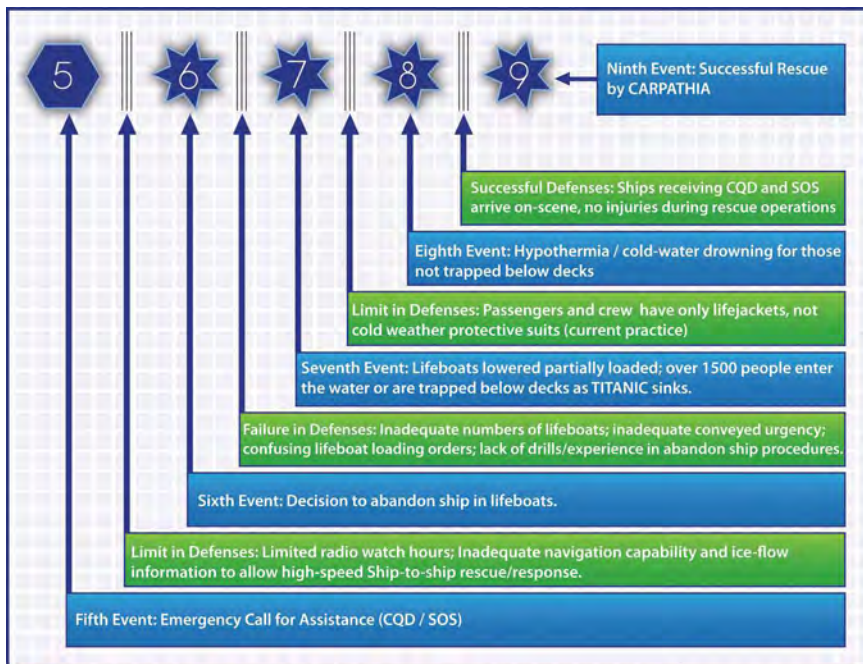 5 6 7 8 9
Ninth Event: Successful Rescue
by CARPATHIA
Successful Defenses: Ships receiving CQD and SOS
arrive on-scene, no injuries during rescue operations
Eighth Event: Hypothermia / cold-water drowning for those
not trapped below decks
Limit in Defenses: Passengers and crew have only lifejackets, not
cold weather protective suits (current practice)
Seventh Event: Lifeboats lowered partially loaded; over 1500 people enter
the water or are trapped below decks as TITANIC sinks.
Failure in Defenses: Inadequate numbers of lifeboats; inadequate conveyed urgency;
confusing lifeboat loading orders; lack of drills/experience in abandon ship procedures.
Sixth Event: Decision to abandon ship in lifeboats.
Limit in Defenses: Limited radio watch hours; Inadequate navigation capability and ice-flow
information to allow high-speed Ship-to-ship rescue/response.
Fifth Event: Emergency Call for Assistance (CQD / SOS)